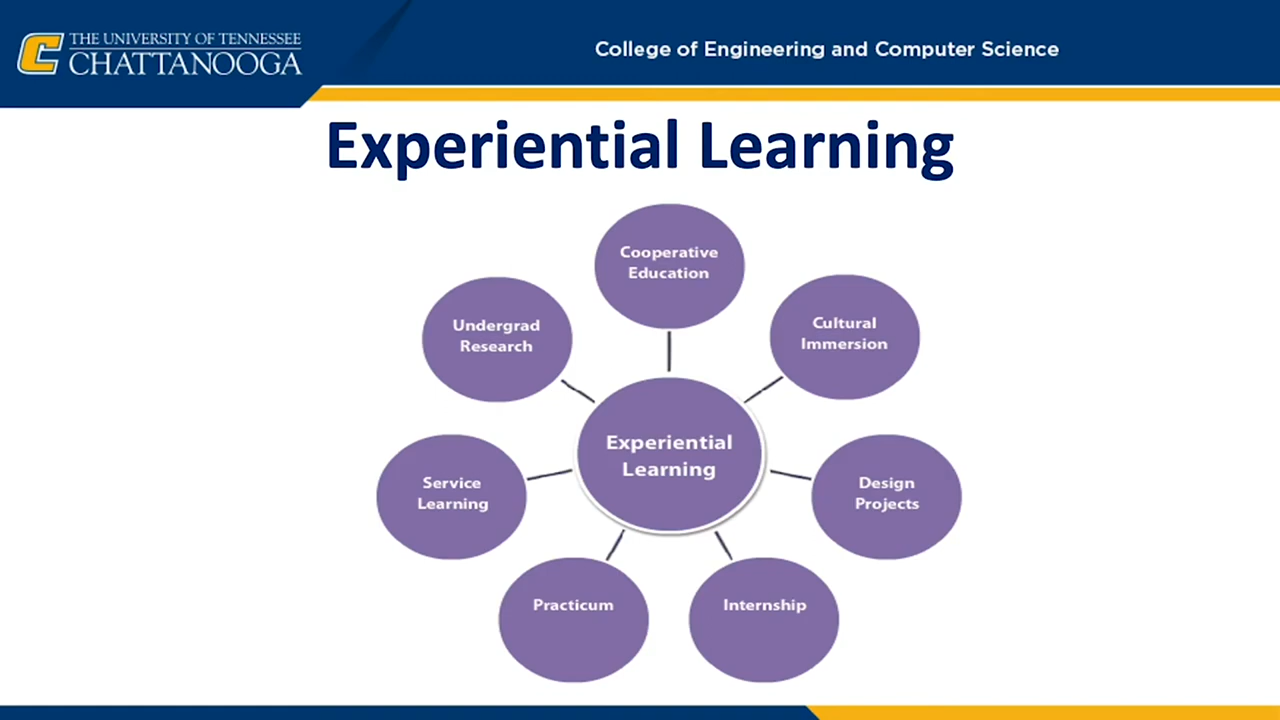 THE UNIVERSITY OF TENNESSEE
CHATTANOOGA
College of Engineering and Computer Science
Experiential Learning
Cooperative
Education
Cultural
Immersion
Design
Projects
Internship
Practicum
Service
Learning
Undergrad
Research
Experiential
Learning